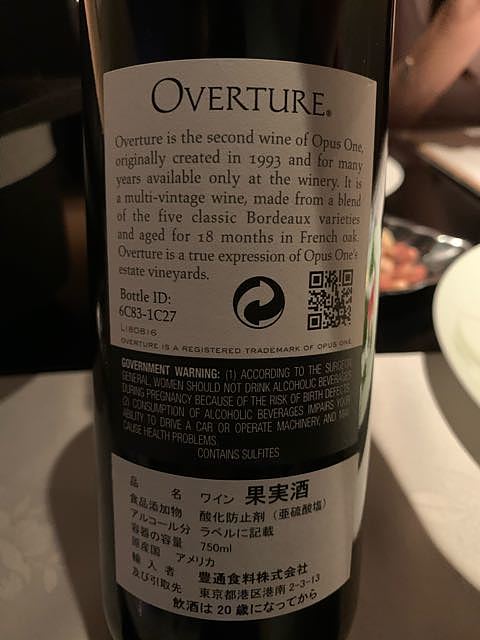 OVERTURE®
Overture is the second wine of Opus One,
originally created in 1993 and for many
years available only at the winery. It is
a multi-vintage wine, made from a blend
of the five classic Bordeaux varieties
and aged for 18 months in French oak.
Overture is a true expression of Opus One's
estate vineyards.
Bottle ID:
6C83-1C27
L180816
OVERTURE IS A REGISTERED TRADEMARK OF OPUS ONE
GOVERNMENT WARNING: (1) ACCORDING TO THE SURGEON
GENERAL, WOMEN SHOULD NOT DRINK ALCOHOLIC BEVERAGES
DURING PREGNANCY BECAUSE OF THE RISK OF BIRTH DEFECTS.
(2) CONSUMPTION OF ALCOHOLIC BEVERAGES IMPAIRS YOUR
ABILITY TO DRIVE A CAR OR OPERATE MACHINERY, AND MAY
CAUSE HEALTH PROBLEMS.
CONTAINS SULFITES
品名 ワイン 果実酒
食品添加物 酸化防止剤（亜硫酸塩）
アルコール分 ラベルに記載
容器の容量 750ml
原産国 アメリカ
輸入者 豊通食料株式会社
及び引取先 東京都港区港南2-3-13
飲酒は20歳になってから